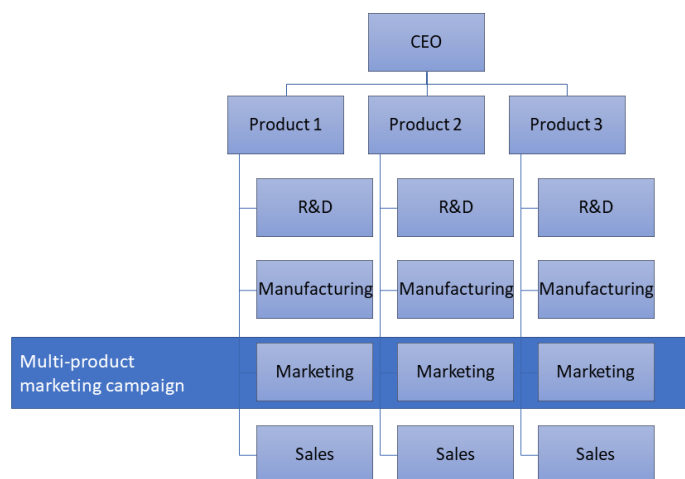 CEO
Product 1
Product 2
Product 3
R&D
R&D
R&D
Manufacturing
Manufacturing
Manufacturing
Multi-product
marketing campaign
Marketing
Marketing
Marketing
Sales
Sales
Sales